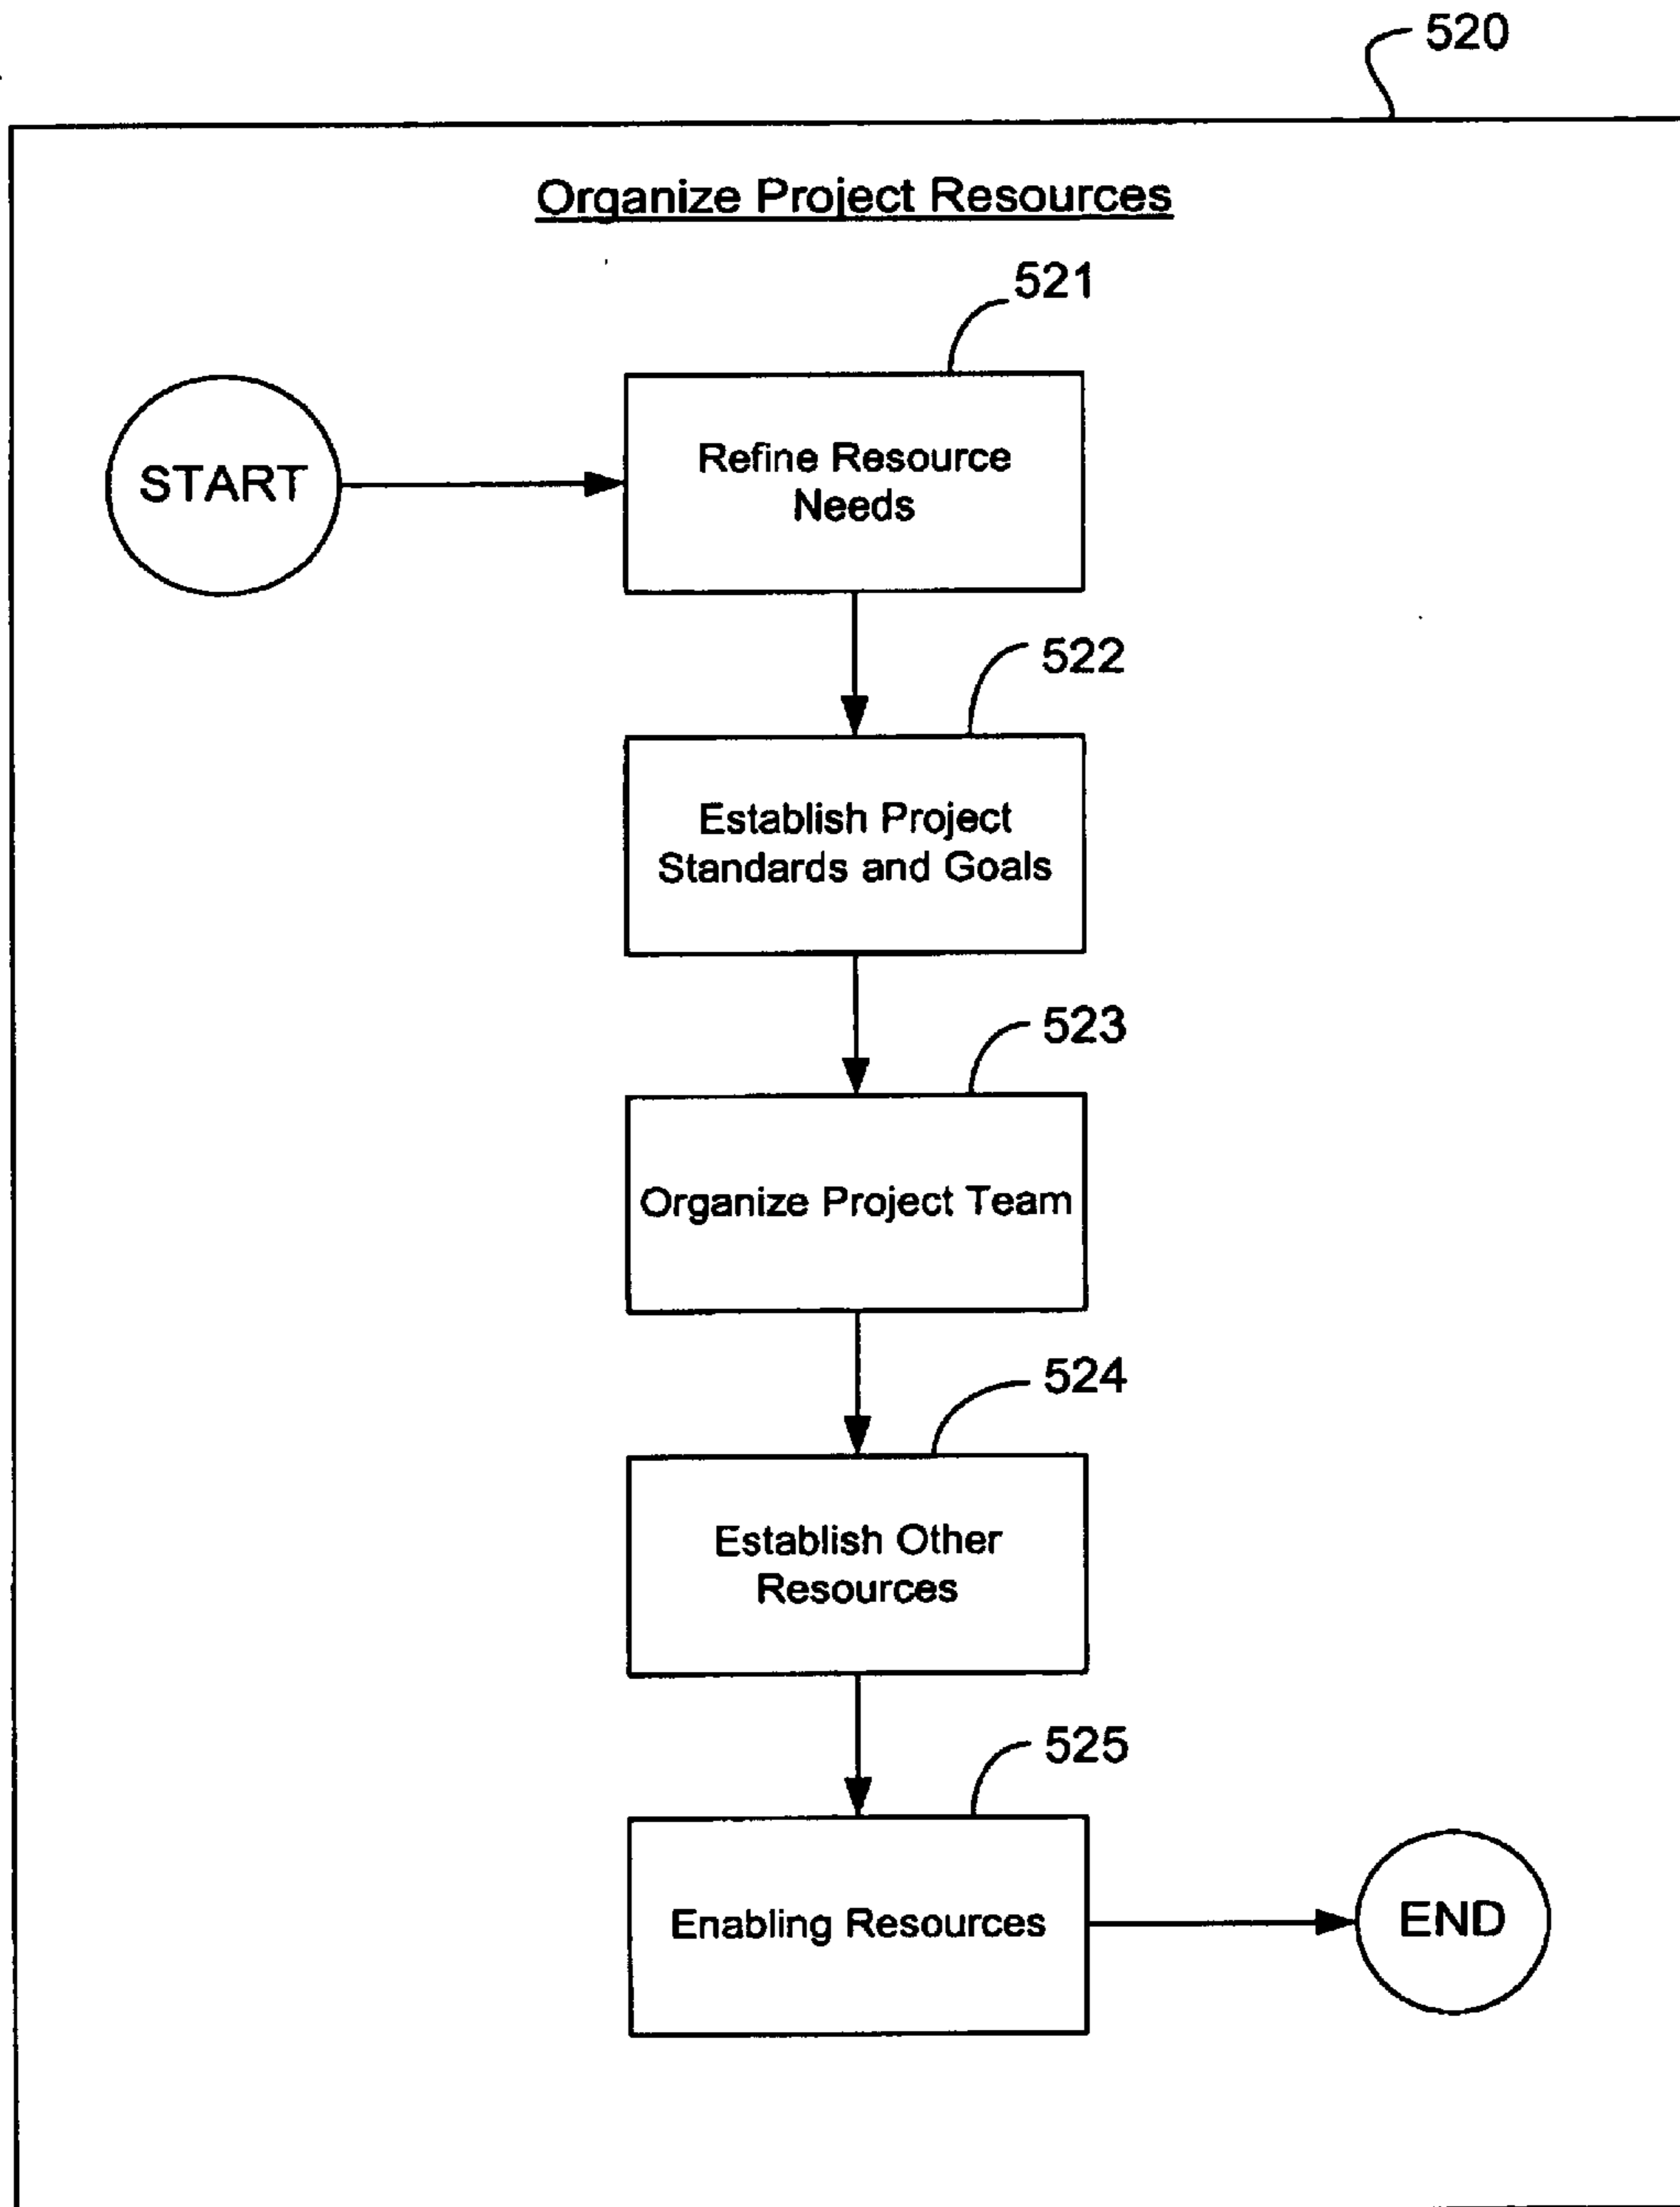 520
Organize Project Resources
521
START
Refine Resource
Needs
522
Establish Project
Standards and Goals
523
Organize Project Team
524
Establish Other
Resources
525
Enabling Resources
END